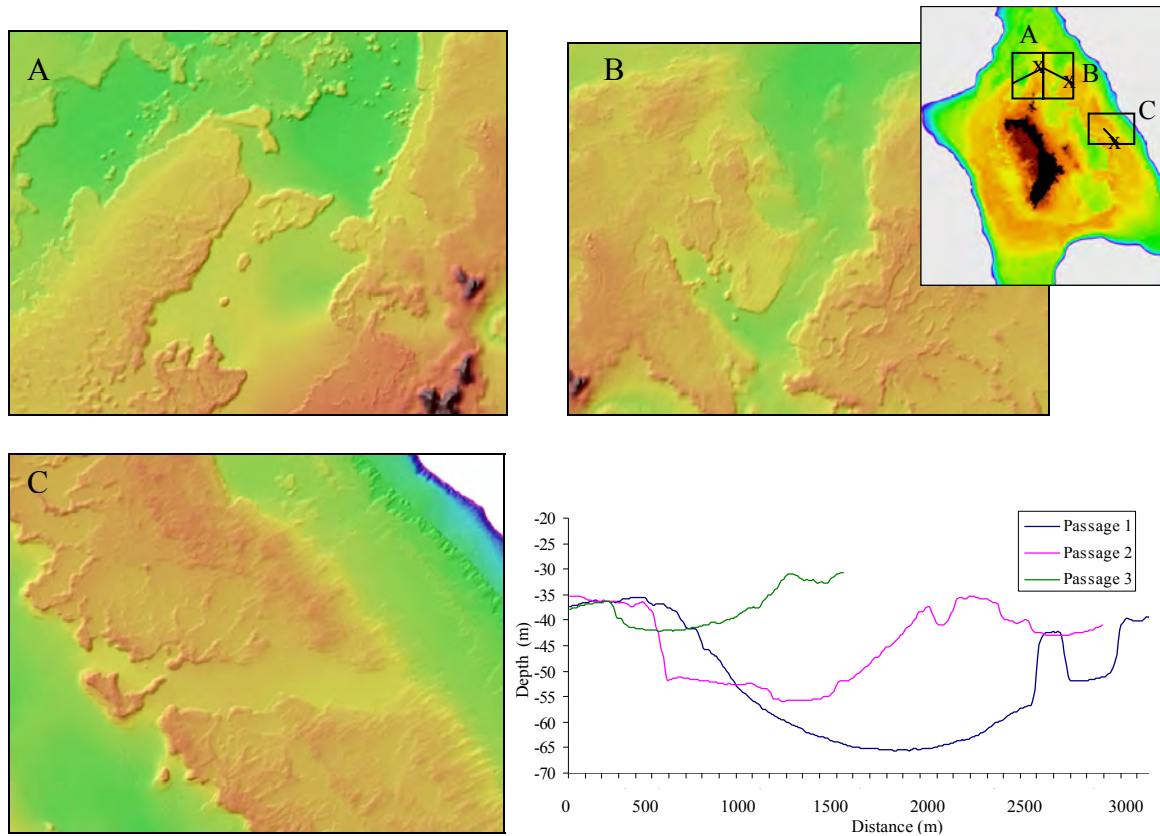 A
B
A
X
X
B
C
X
C
-20
-25
-30
-35
-40
-45
-50
-55
-60
-65
-70
Depth (m)
0 500 1000 1500 2000 2500 3000
Distance (m)
Passage 1
Passage 2
Passage 3